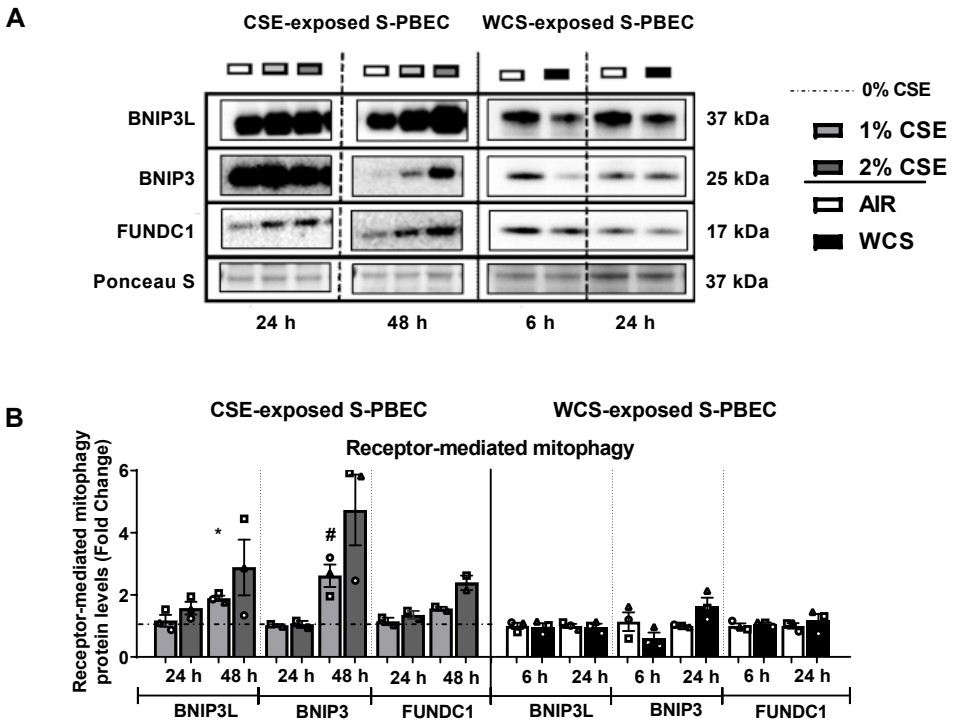 A
CSE-exposed S-PBEC
WCS-exposed S-PBEC
BNIP3L
37 kDa
BNIP3
25 kDa
FUNDC1
17 kDa
Ponceau S
37 kDa
24 h
48 h
6 h
24 h
0% CSE
1% CSE
2% CSE
AIR
WCS
B
CSE-exposed S-PBEC
WCS-exposed S-PBEC
Receptor-mediated mitophagy
Receptor-mediated mitophagy
protein levels (Fold Change)
6
4
2
0
*
#
24 h 48 h 24 h 48 h 24 h 48 h 6 h 24 h 6 h 24 h 6 h 24 h
BNIP3L BNIP3 FUNDC1 BNIP3L BNIP3 FUNDC1